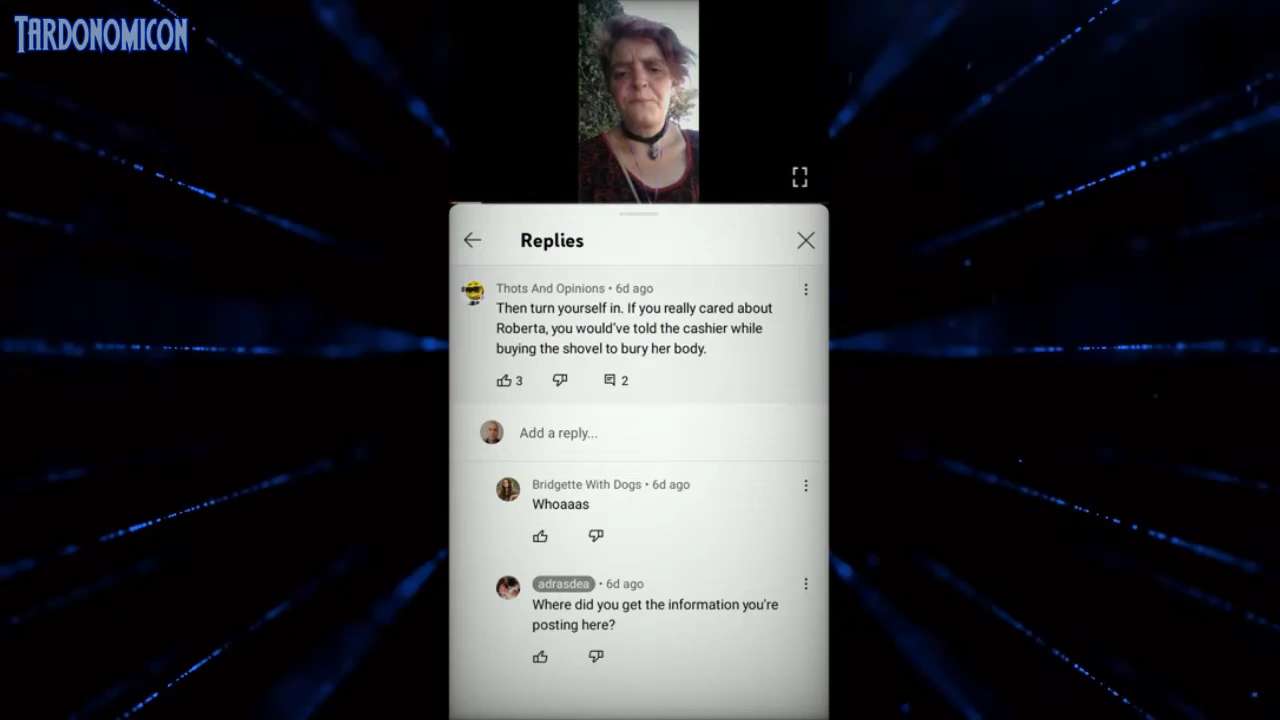 TARDONOMICON
Replies
Thots And Opinions • 6d ago
Then turn yourself in. If you really cared about
Roberta, you would've told the cashier while
buying the shovel to bury her body.
3
2
Add a reply...
Bridgette With Dogs • 6d ago
Whoaaas
adrasdea • 6d ago
Where did you get the information you're
posting here?